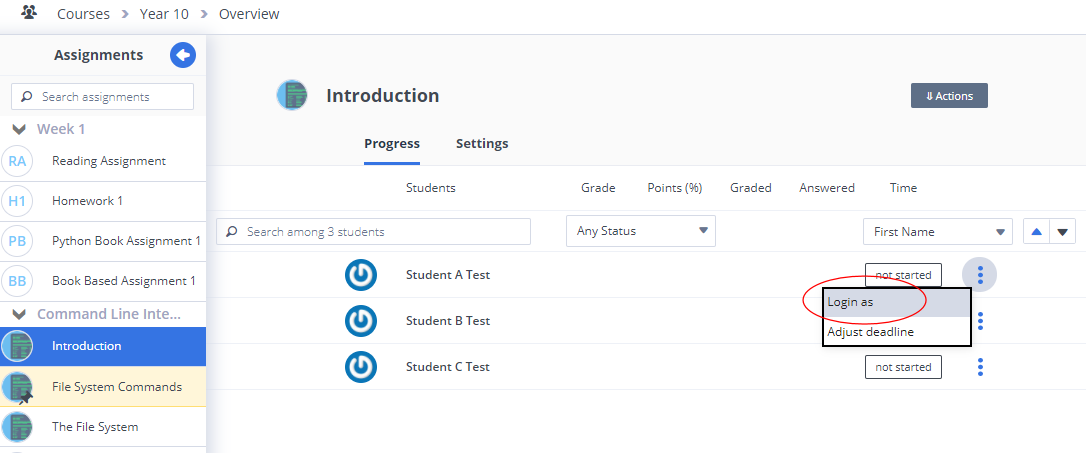 Courses > Year 10 > Overview
Assignments
Search assignments
Week 1
RA Reading Assignment
H1 Homework 1
PB Python Book Assignment 1
BB Book Based Assignment 1
Command Line Inte...
Introduction
File System Commands
The File System
Introduction
⇓ Actions
Progress Settings
Students Grade Points (%) Graded Answered Time
Search among 3 students Any Status First Name
Student A Test not started
Login as
Student B Test
Adjust deadline
Student C Test not started